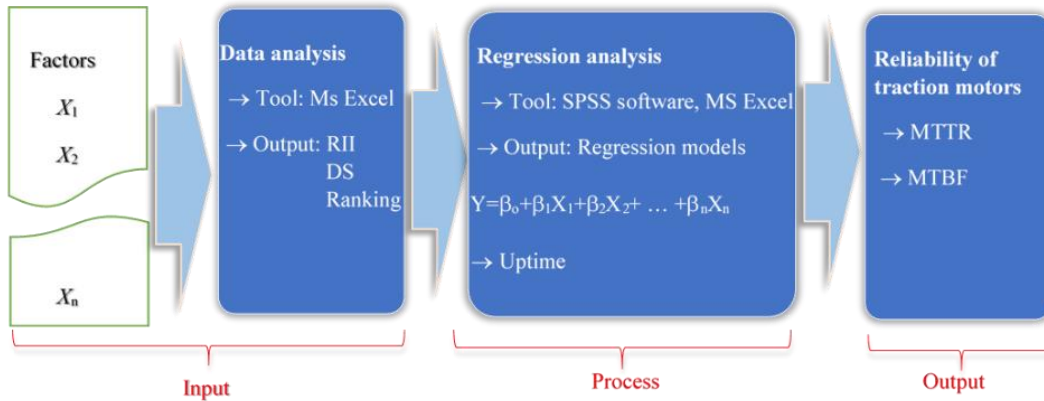 Factors
X1
X2
Xn
Data analysis
→ Tool: Ms Excel
→ Output: RII
DS
Ranking
Regression analysis
→ Tool: SPSS software, MS Excel
→ Output: Regression models
Y=βo+β1X1+β2X2+ … +βnXn
→ Uptime
Reliability of
traction motors
→ MTTR
→ MTBF
Input
Process
Output